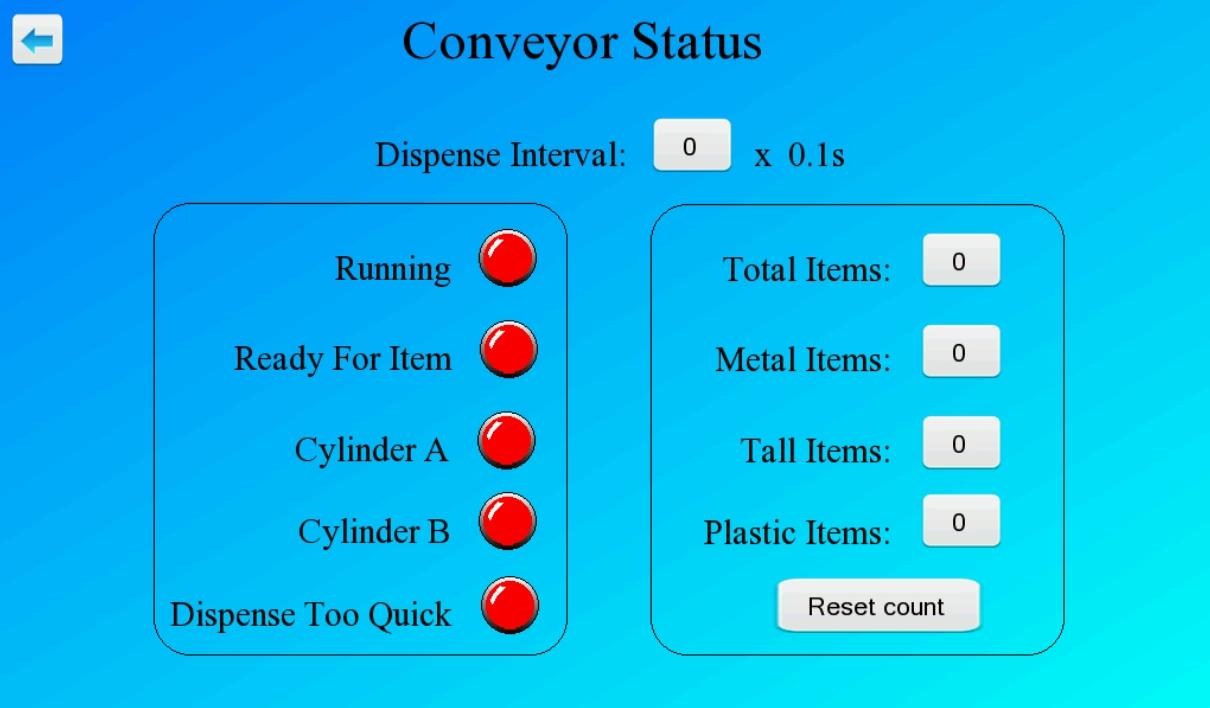 Conveyor Status
Dispense Interval: 0 x 0.1s
Running
Ready For Item
Cylinder A
Cylinder B
Dispense Too Quick
Total Items: 0
Metal Items: 0
Tall Items: 0
Plastic Items: 0
Reset count